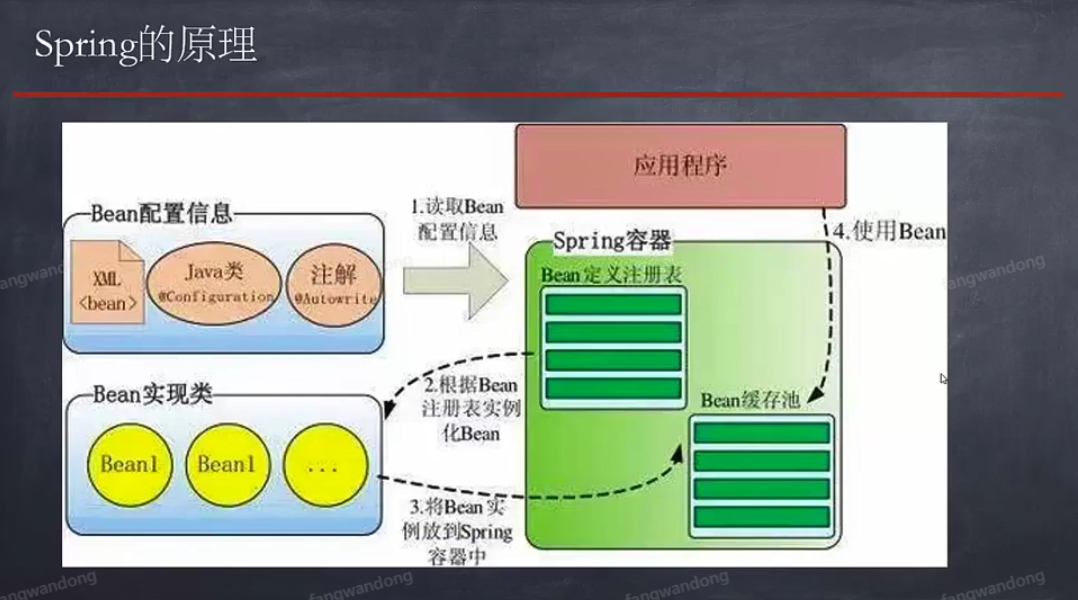 Spring的原理
应用程序
Bean配置信息
XML
<bean>
Java类
@Configuration
注解
@Autowrite
1.读取Bean
配置信息
Spring容器
Bean定义注册表
4.使用Bean
Bean实现类
Bean1
Bean1
...
2.根据Bean
注册表实例
化Bean
Bean缓存池
3.将Bean实
例放到Spring
容器中
fangwandong
fangwandong
fangwandong
fangwandong
fangwandong
fangwandong